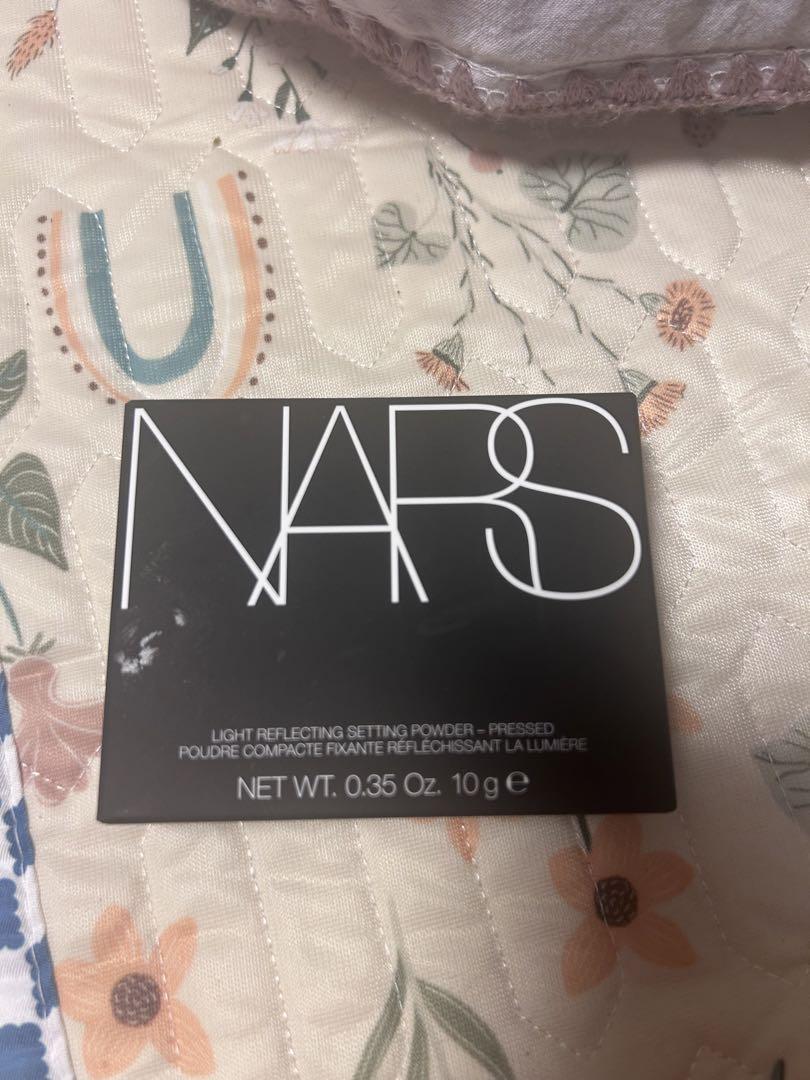 NARS
LIGHT REFLECTING SETTING POWDER – PRESSED
POUDRE COMPACTE FIXANTE RÉFLÉCHISSANT LA LUMIÈRE
NET WT. 0.35 Oz. 10 g ℮